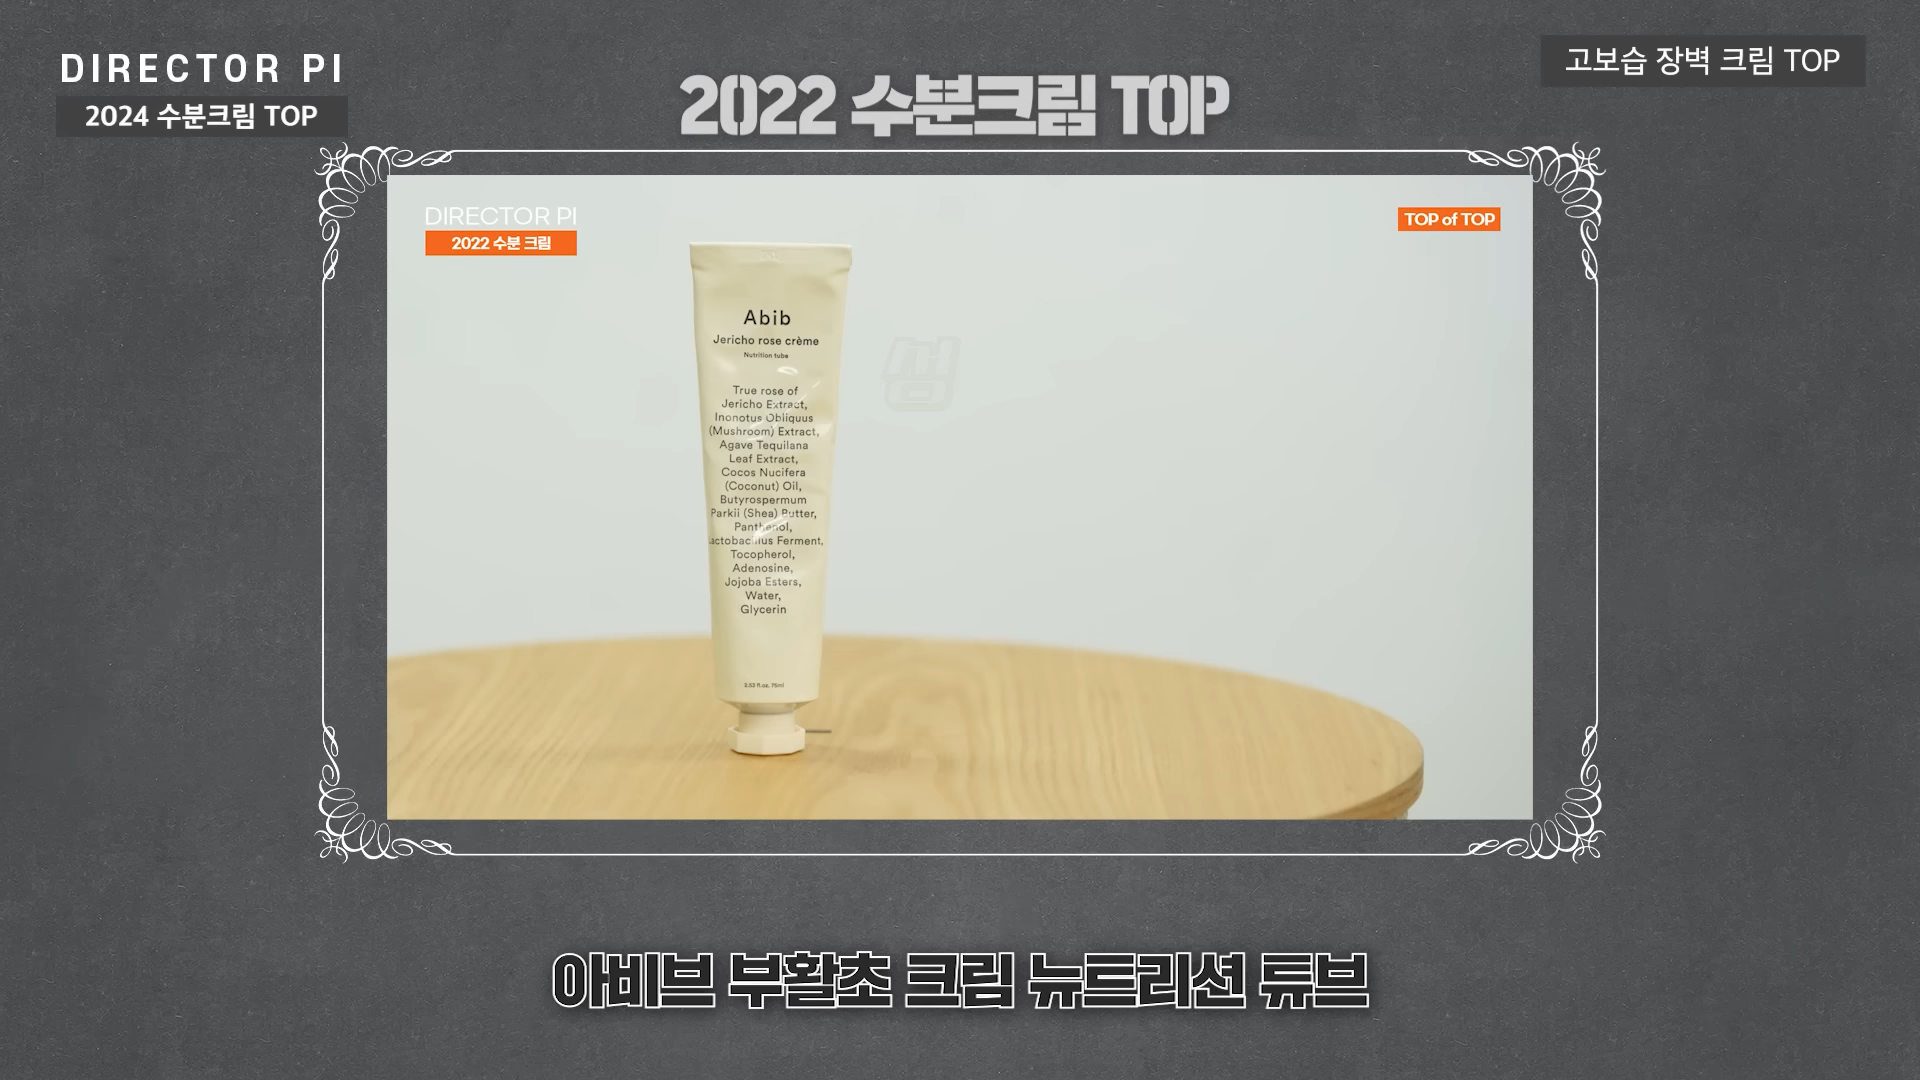 DIRECTOR PI
2024 수분크림 TOP
고보습 장벽 크림 TOP
2022 수분크림 TOP
DIRECTOR PI
2022 수분 크림
TOP of TOP
Abib
Jericho rose crème
Nutrition tube
True rose of
Jericho Extract,
Inonotus Obliquus
(Mushroom) Extract,
Agave Tequilana
Leaf Extract,
Cocos Nucifera
(Coconut) Oil,
Butyrospermum
Parkii (Shea) Butter,
Panthenol,
Lactobacillus Ferment,
Tocopherol,
Adenosine,
Jojoba Esters,
Water,
Glycerin
아비브 부활초 크림 뉴트리션 튜브